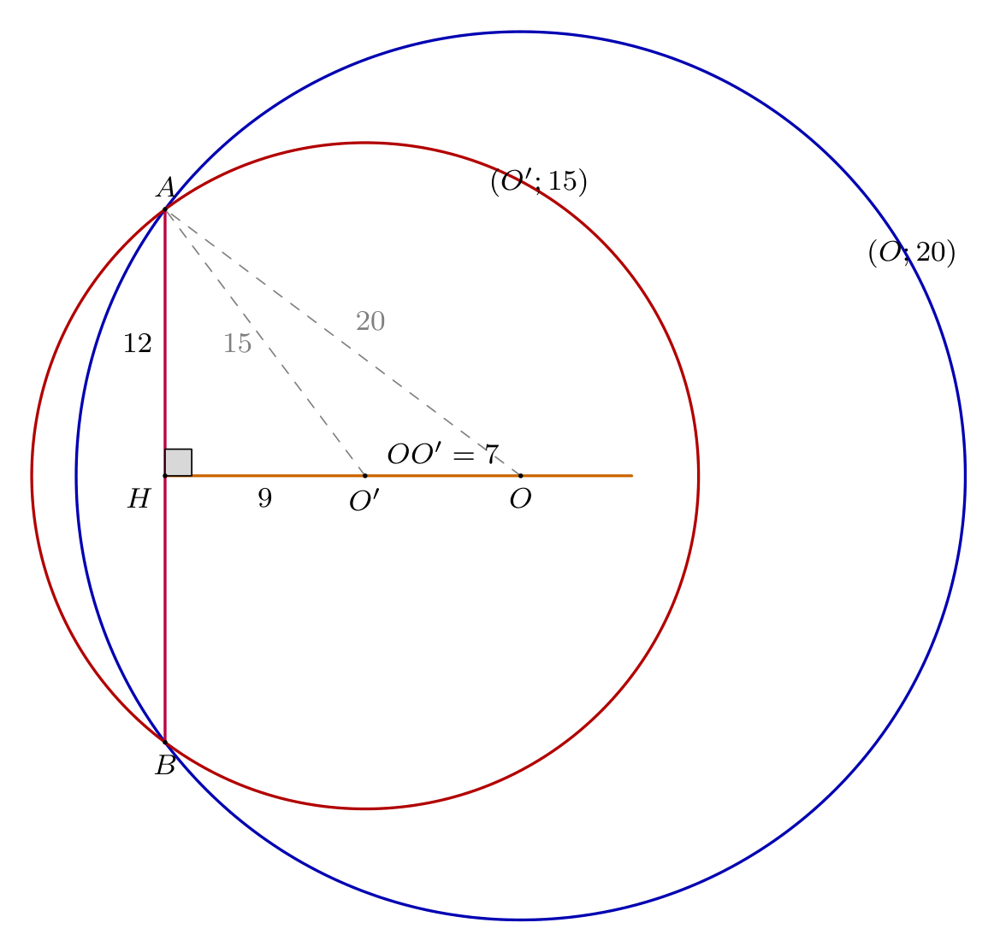 A
(O′; 15)
(O; 20)
20
12
15
OO′ = 7
H
9
O′
O
B